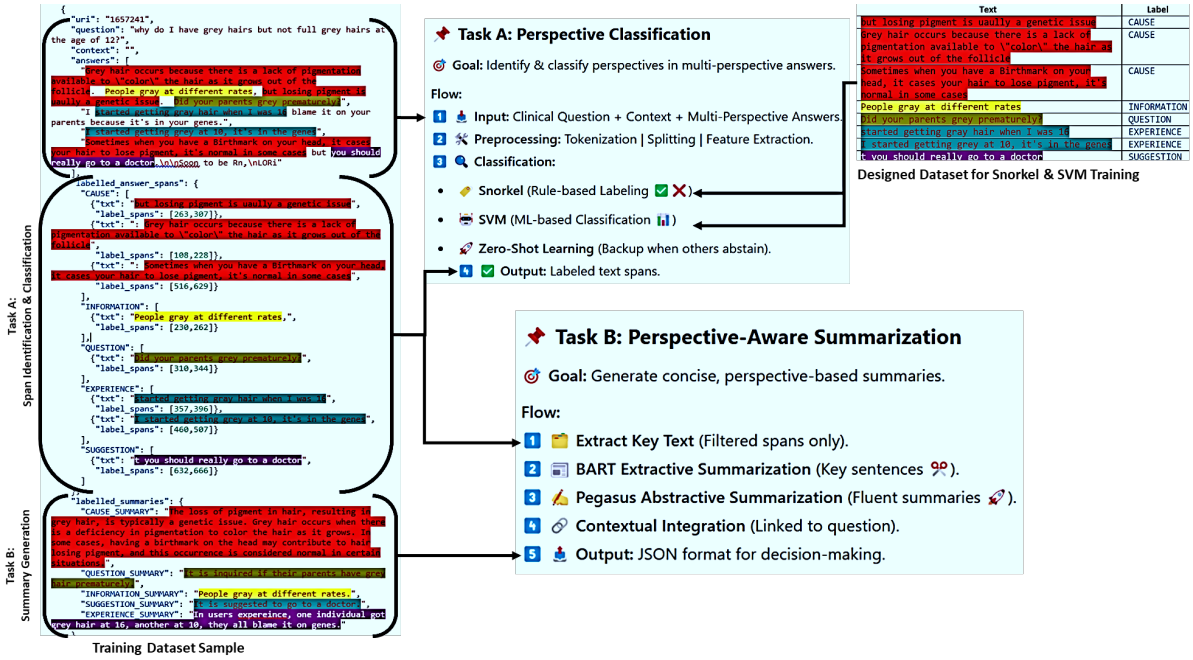 {
"uri": "1657241",
"question": "why do I have grey hairs but not full grey hairs at
the age of 12?",
"context": "",
"answers": [
"Grey hair occurs because there is a lack of pigmentation
available to \"color\" the hair as it grows out of the
follicle.  People gray at different rates, but losing pigment is
uaully a genetic issue.  Did your parents grey prematurely?",
"I started getting gray hair when I was 16 blame it on your
parents because it's in your genes.",
"I started getting grey at 10, it's in the genes",
"Sometimes when you have a Birthmark on your head, it cases
your hair to lose pigment, it's normal in some cases but you should
really go to a doctor.\n\nSoon to be Rn,\nLORi"
],
"labelled_answer_spans": {
"CAUSE": [
{"txt": "but losing pigment is uaully a genetic issue",
"label_spans": [263,307]},
{"txt": " Grey hair occurs because there is a lack of
pigmentation available to \"color\" the hair as it grows out of the
follicle",
"label_spans": [108,228]},
{"txt": " Sometimes when you have a Birthmark on your head,
it cases your hair to lose pigment, it's normal in some cases",
"label_spans": [516,629]}
],
"INFORMATION": [
{"txt": "People gray at different rates,",
"label_spans": [230,262]}
],
"QUESTION": [
{"txt": "Did your parents grey prematurely?",
"label_spans": [310,344]}
],
"EXPERIENCE": [
{"txt": "started getting gray hair when I was 16",
"label_spans": [357,396]},
{"txt": "I started getting grey at 10, it's in the genes",
"label_spans": [460,507]}
],
"SUGGESTION": [
{"txt": "t you should really go to a doctor",
"label_spans": [632,666]}
]
"labelled_summaries": {
"CAUSE_SUMMARY": "The loss of pigment in hair, resulting in
grey hair, is typically a genetic issue. Grey hair occurs when there
is a deficiency in pigmentation to color the hair as it grows. In
some cases, having a birthmark on the head may contribute to hair
losing pigment, and this occurrence is considered normal in certain
situations.",
"QUESTION_SUMMARY": "It is inquired if their parents have grey
hair prematurely.",
"INFORMATION_SUMMARY": "People gray at different rates.",
"SUGGESTION_SUMMARY": "It is suggested to go to a doctor.",
"EXPERIENCE_SUMMARY": "In users expereince, one individual got
grey hair at 16, another at 10, they all blame it on genes."
Training Dataset Sample
Task A:
Span Identification & Classification
Task B:
Summary Generation
Task A: Perspective Classification
Goal: Identify & classify perspectives in multi-perspective answers.
Flow:
1 Input: Clinical Question + Context + Multi-Perspective Answers.
2 Preprocessing: Tokenization | Splitting | Feature Extraction.
3 Classification:
• Snorkel (Rule-based Labeling ✅ ❌)
• SVM (ML-based Classification 📊)
• Zero-Shot Learning (Backup when others abstain).
4 ✅ Output: Labeled text spans.
Task B: Perspective-Aware Summarization
Goal: Generate concise, perspective-based summaries.
Flow:
1 Extract Key Text (Filtered spans only).
2 BART Extractive Summarization (Key sentences ✂️).
3 Pegasus Abstractive Summarization (Fluent summaries 🚀).
4 Contextual Integration (Linked to question).
5 Output: JSON format for decision-making.
Text Label
but losing pigment is uaully a genetic issue CAUSE
Grey hair occurs because there is a lack of CAUSE
pigmentation available to \"color\" the hair as
it grows out of the follicle
Sometimes when you have a Birthmark on your CAUSE
head, it cases your hair to lose pigment, it's
normal in some cases
People gray at different rates INFORMATION
Did your parents grey prematurely? QUESTION
started getting gray hair when I was 16 EXPERIENCE
I started getting grey at 10, it's in the genes EXPERIENCE
t you should really go to a doctor SUGGESTION
Designed Dataset for Snorkel & SVM Training